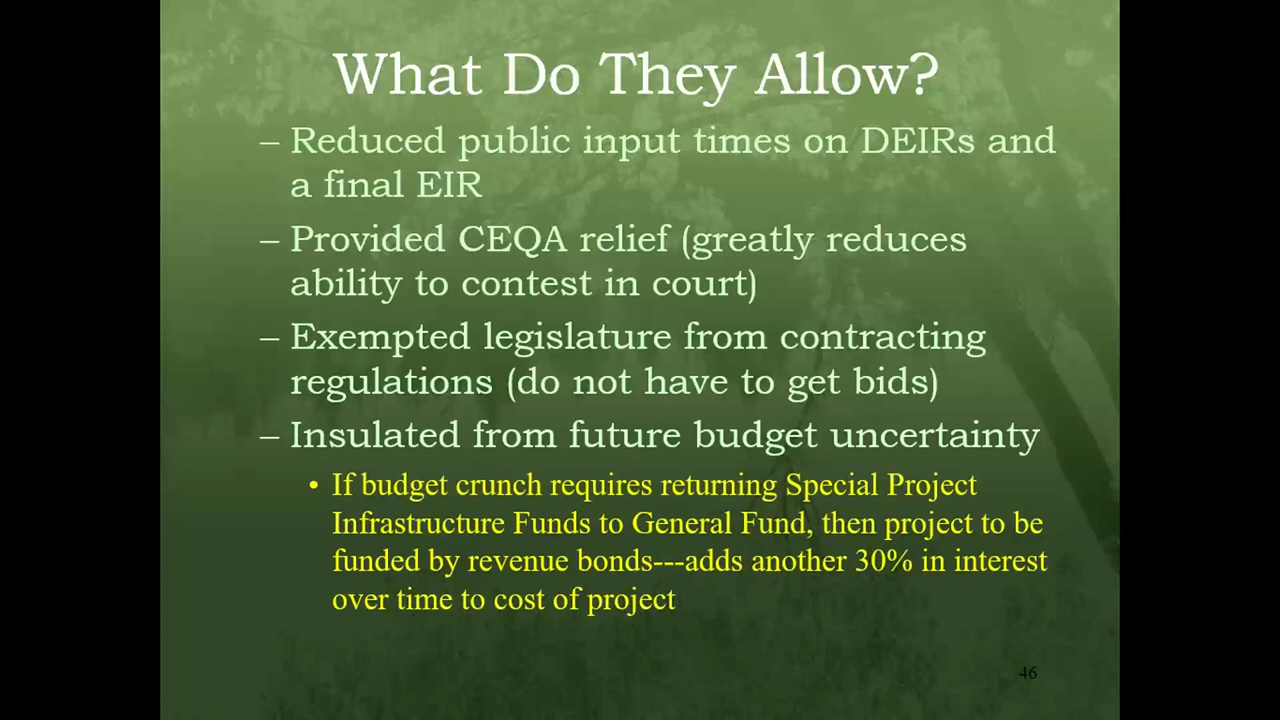 What Do They Allow?
– Reduced public input times on DEIRs and
a final EIR
– Provided CEQA relief (greatly reduces
ability to contest in court)
– Exempted legislature from contracting
regulations (do not have to get bids)
– Insulated from future budget uncertainty
• If budget crunch requires returning Special Project
Infrastructure Funds to General Fund, then project to be
funded by revenue bonds---adds another 30% in interest
over time to cost of project
46